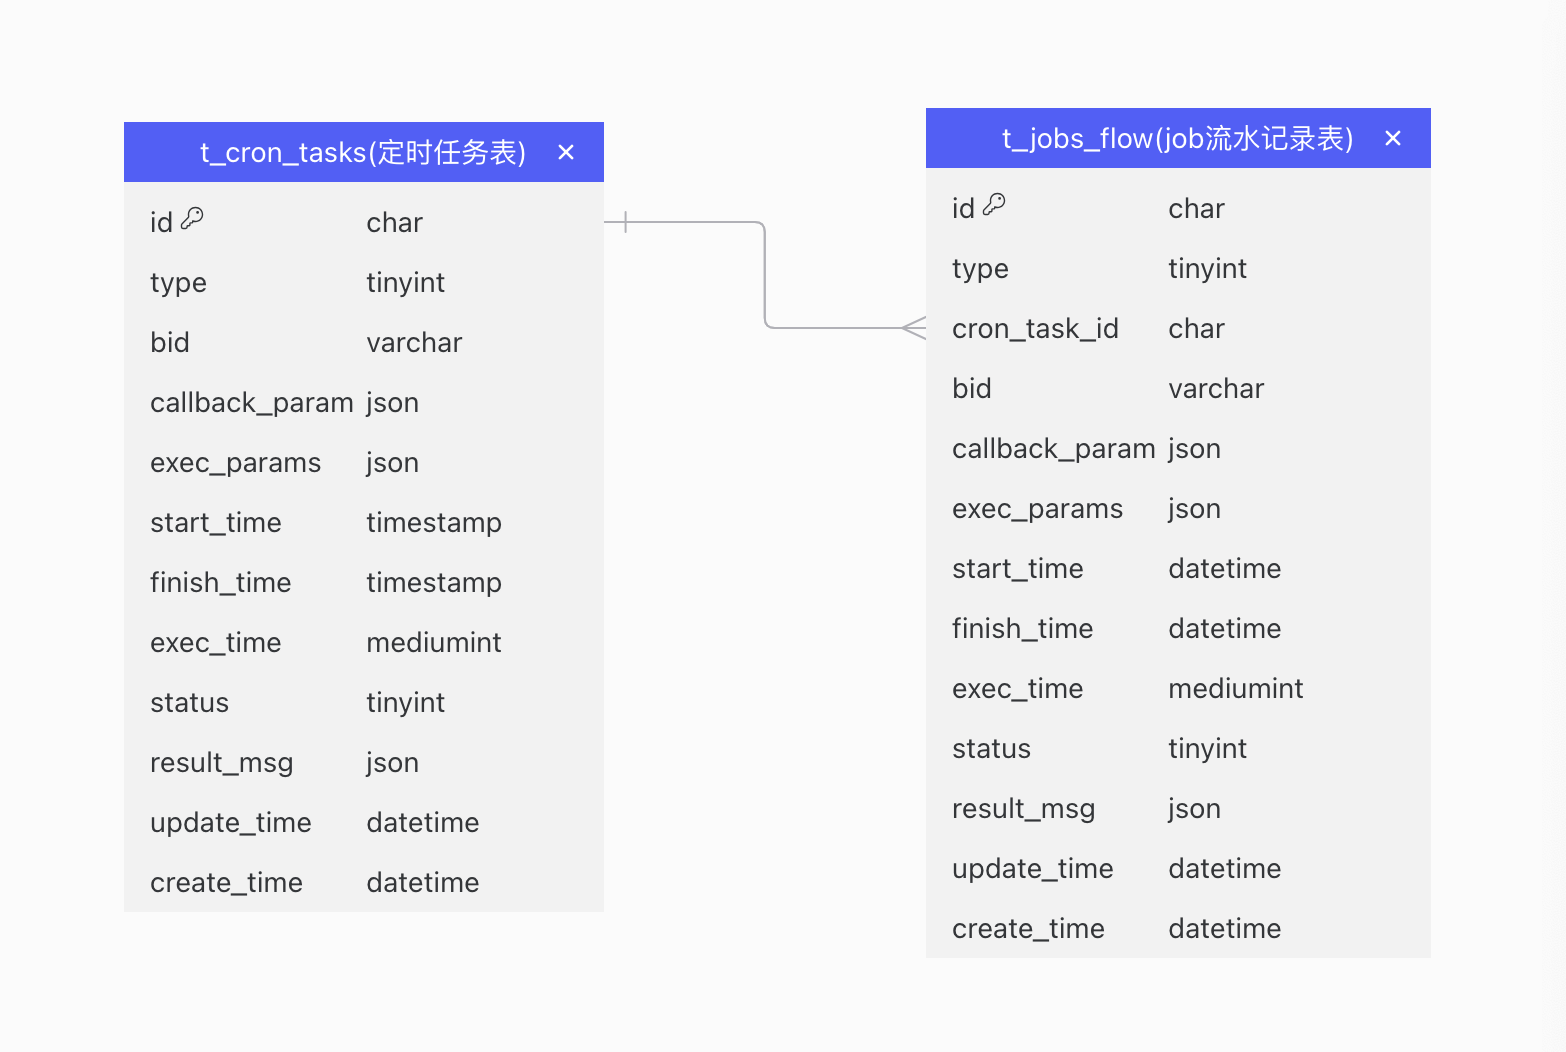 t_cron_tasks(定时任务表)
id char
type tinyint
bid varchar
callback_param json
exec_params json
start_time timestamp
finish_time timestamp
exec_time mediumint
status tinyint
result_msg json
update_time datetime
create_time datetime
t_jobs_flow(job流水记录表)
id char
type tinyint
cron_task_id char
bid varchar
callback_param json
exec_params json
start_time datetime
finish_time datetime
exec_time mediumint
status tinyint
result_msg json
update_time datetime
create_time datetime